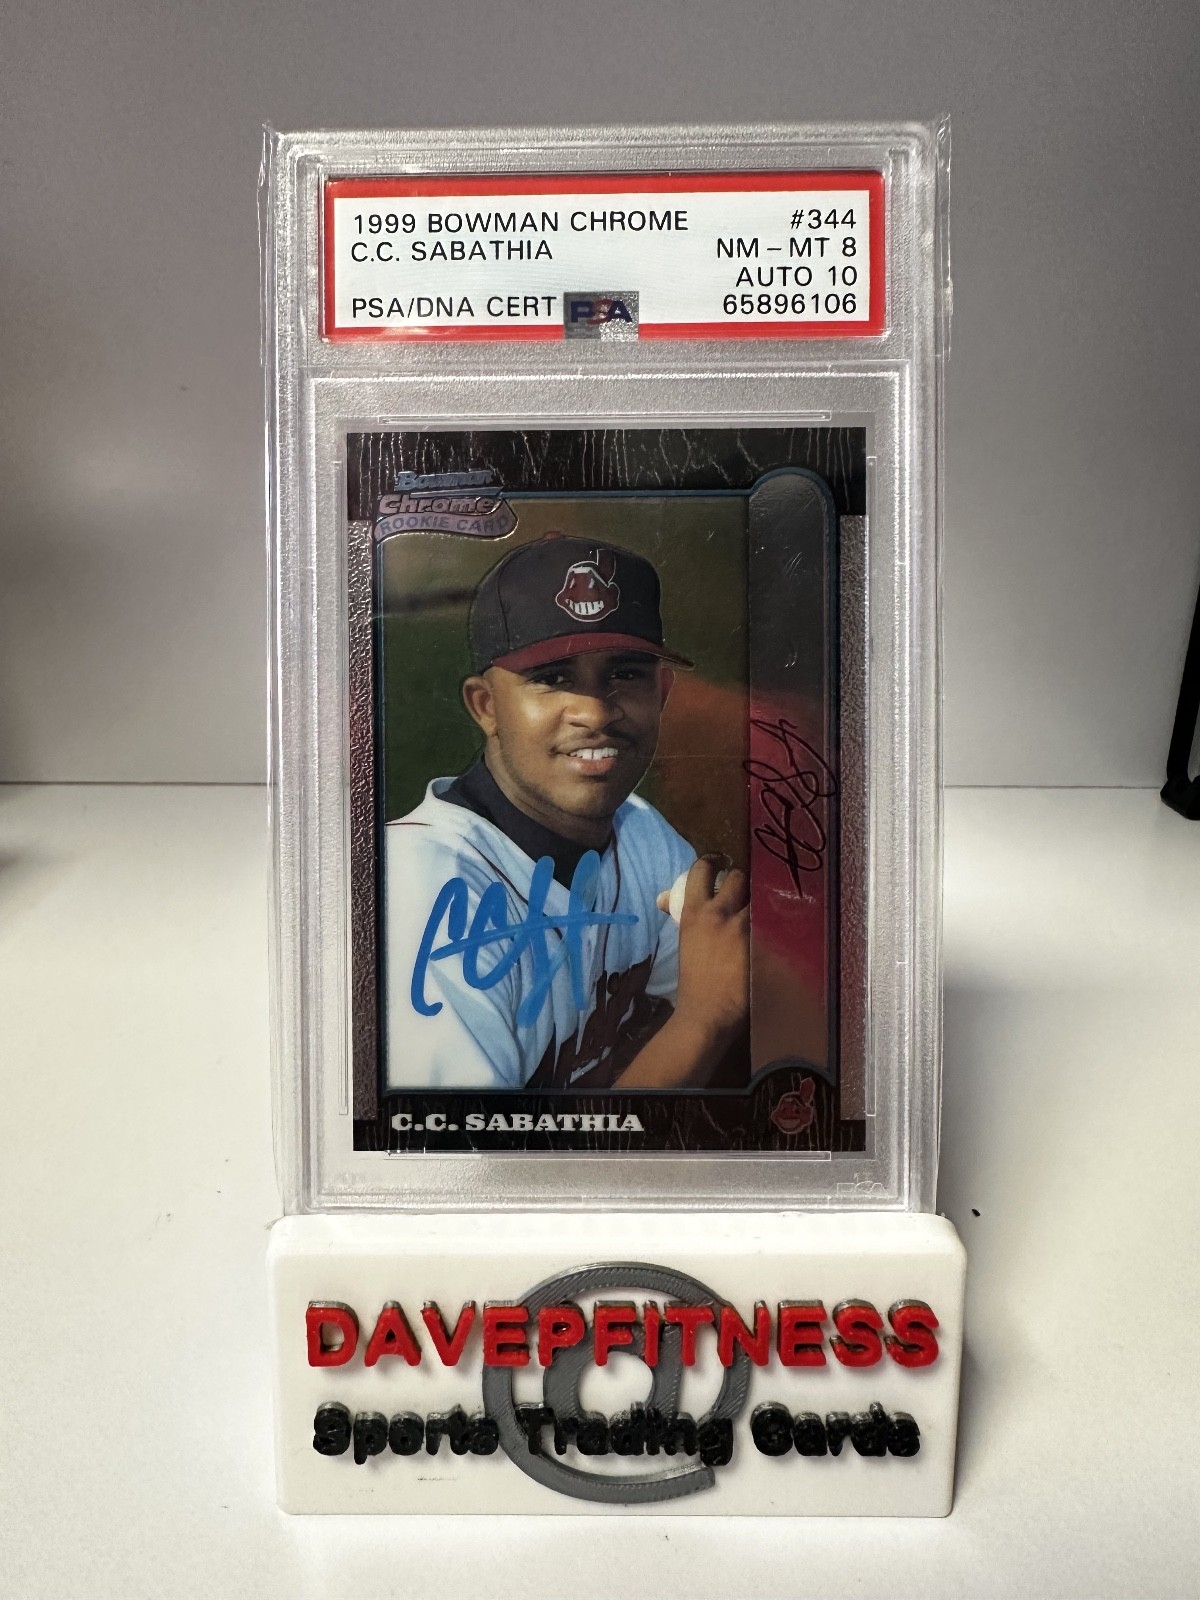 1999 BOWMAN CHROME #344
C.C. SABATHIA NM-MT 8
AUTO 10
PSA/DNA CERT PSA 65896106
Bowman
Chrome
ROOKIE CARD
C.C. SABATHIA
PSA
DAVEPFITNESS
@
Sports Trading Cards